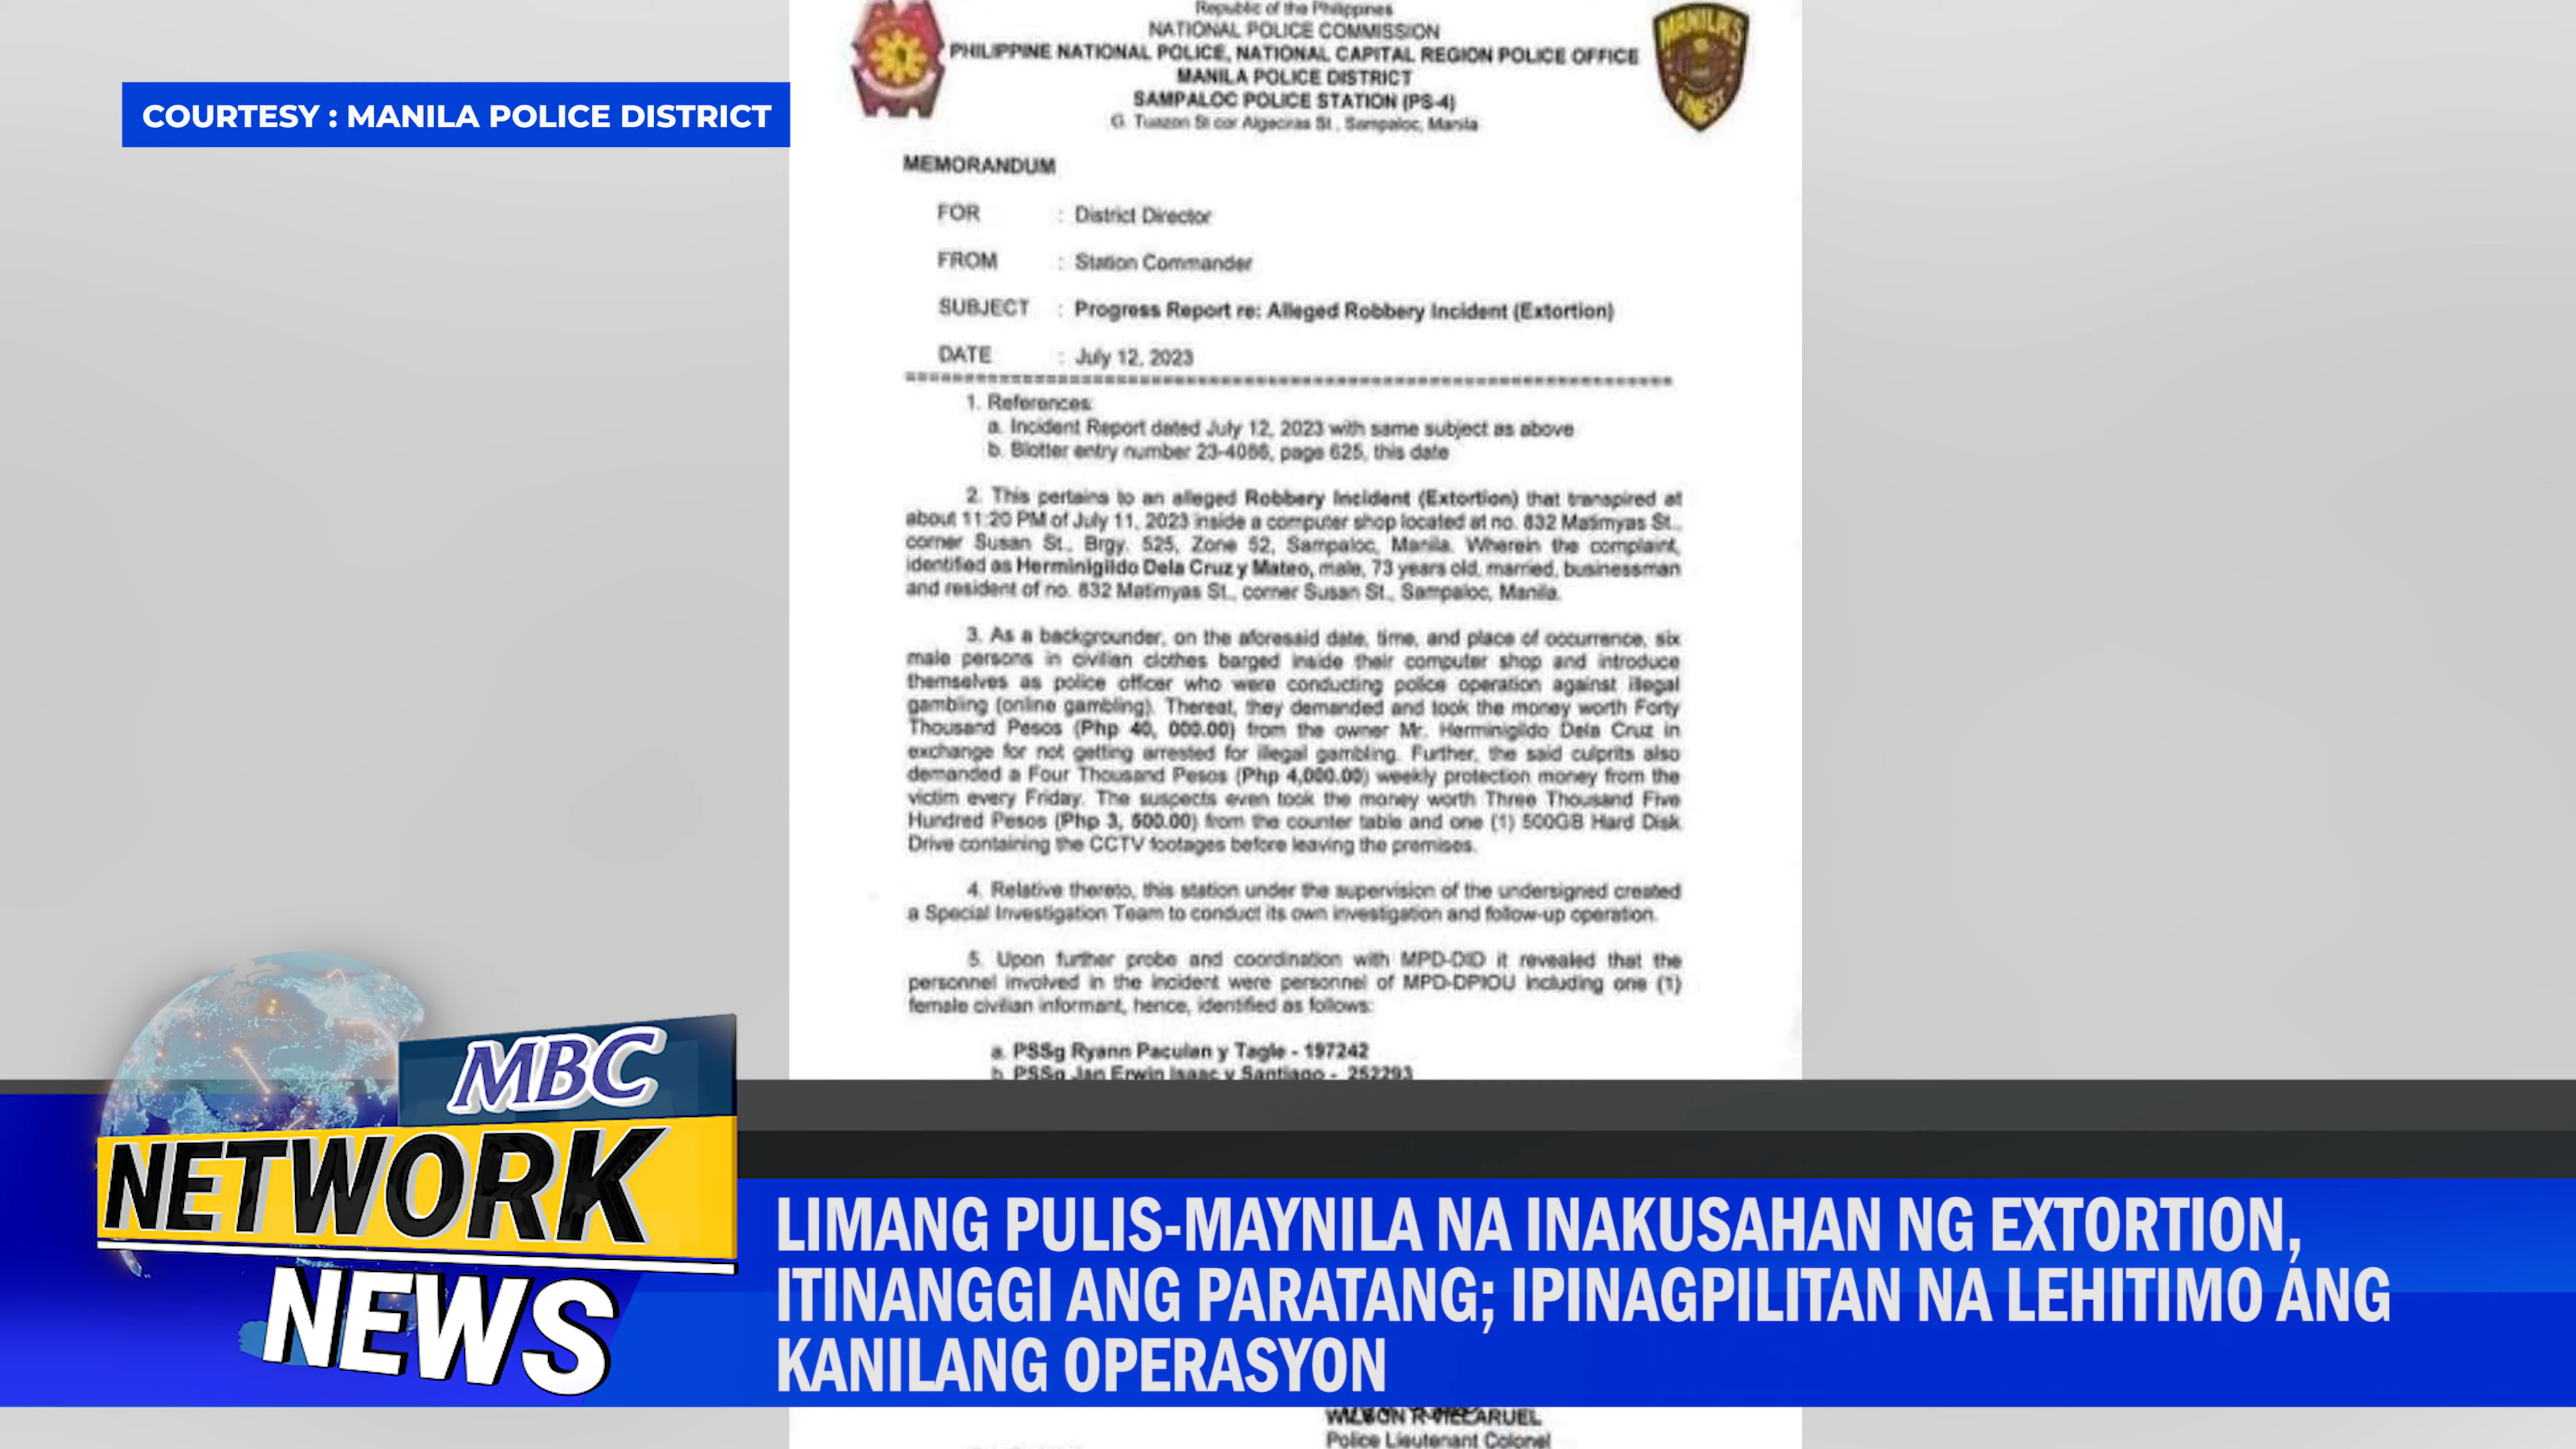 Republic of the Philippines
NATIONAL POLICE COMMISSION
PHILIPPINE NATIONAL POLICE, NATIONAL CAPITAL REGION POLICE OFFICE
MANILA POLICE DISTRICT
SAMPALOC POLICE STATION (PS-4)
G. Tuazon St cor Algeciras St., Sampaloc, Manila
MANILA'S
FINEST
COURTESY : MANILA POLICE DISTRICT
MEMORANDUM
FOR : District Director
FROM : Station Commander
SUBJECT : Progress Report re: Alleged Robbery Incident (Extortion)
DATE : July 12, 2023
1. References:
a. Incident Report dated July 12, 2023 with same subject as above
b. Blotter entry number 23-4086, page 625, this date
2. This pertains to an alleged Robbery Incident (Extortion) that transpired at
about 11:20 PM of July 11, 2023 inside a computer shop located at no. 832 Matimyas St.,
corner Susan St., Brgy. 525, Zone 52, Sampaloc, Manila. Wherein the complaint,
identified as Herminigildo Dela Cruz y Mateo, male, 73 years old, married, businessman
and resident of no. 832 Matimyas St., corner Susan St., Sampaloc, Manila.
3. As a backgrounder, on the aforesaid date, time, and place of occurrence, six
male persons in civilian clothes barged inside their computer shop and introduce
themselves as police officer who were conducting police operation against illegal
gambling (online gambling). Thereat, they demanded and took the money worth Forty
Thousand Pesos (Php 40, 000.00) from the owner Mr. Herminigildo Dela Cruz in
exchange for not getting arrested for illegal gambling. Further, the said culprits also
demanded a Four Thousand Pesos (Php 4,000.00) weekly protection money from the
victim every Friday. The suspects even took the money worth Three Thousand Five
Hundred Pesos (Php 3, 500.00) from the counter table and one (1) 500GB Hard Disk
Drive containing the CCTV footages before leaving the premises.
4. Relative thereto, this station under the supervision of the undersigned created
a Special Investigation Team to conduct its own investigation and follow-up operation.
5. Upon further probe and coordination with MPD-DID it revealed that the
personnel involved in the incident were personnel of MPD-DPIOU including one (1)
female civilian informant, hence, identified as follows:
a. PSSg Ryann Paculan y Tagle - 197242
b. PSSg Jan Erwin Isaac y Santiago - 252293
MBC
NETWORK
NEWS
LIMANG PULIS-MAYNILA NA INAKUSAHAN NG EXTORTION,
ITINANGGI ANG PARATANG; IPINAGPILITAN NA LEHITIMO ANG
KANILANG OPERASYON
WILSON R VILLARUEL
Police Lieutenant Colonel